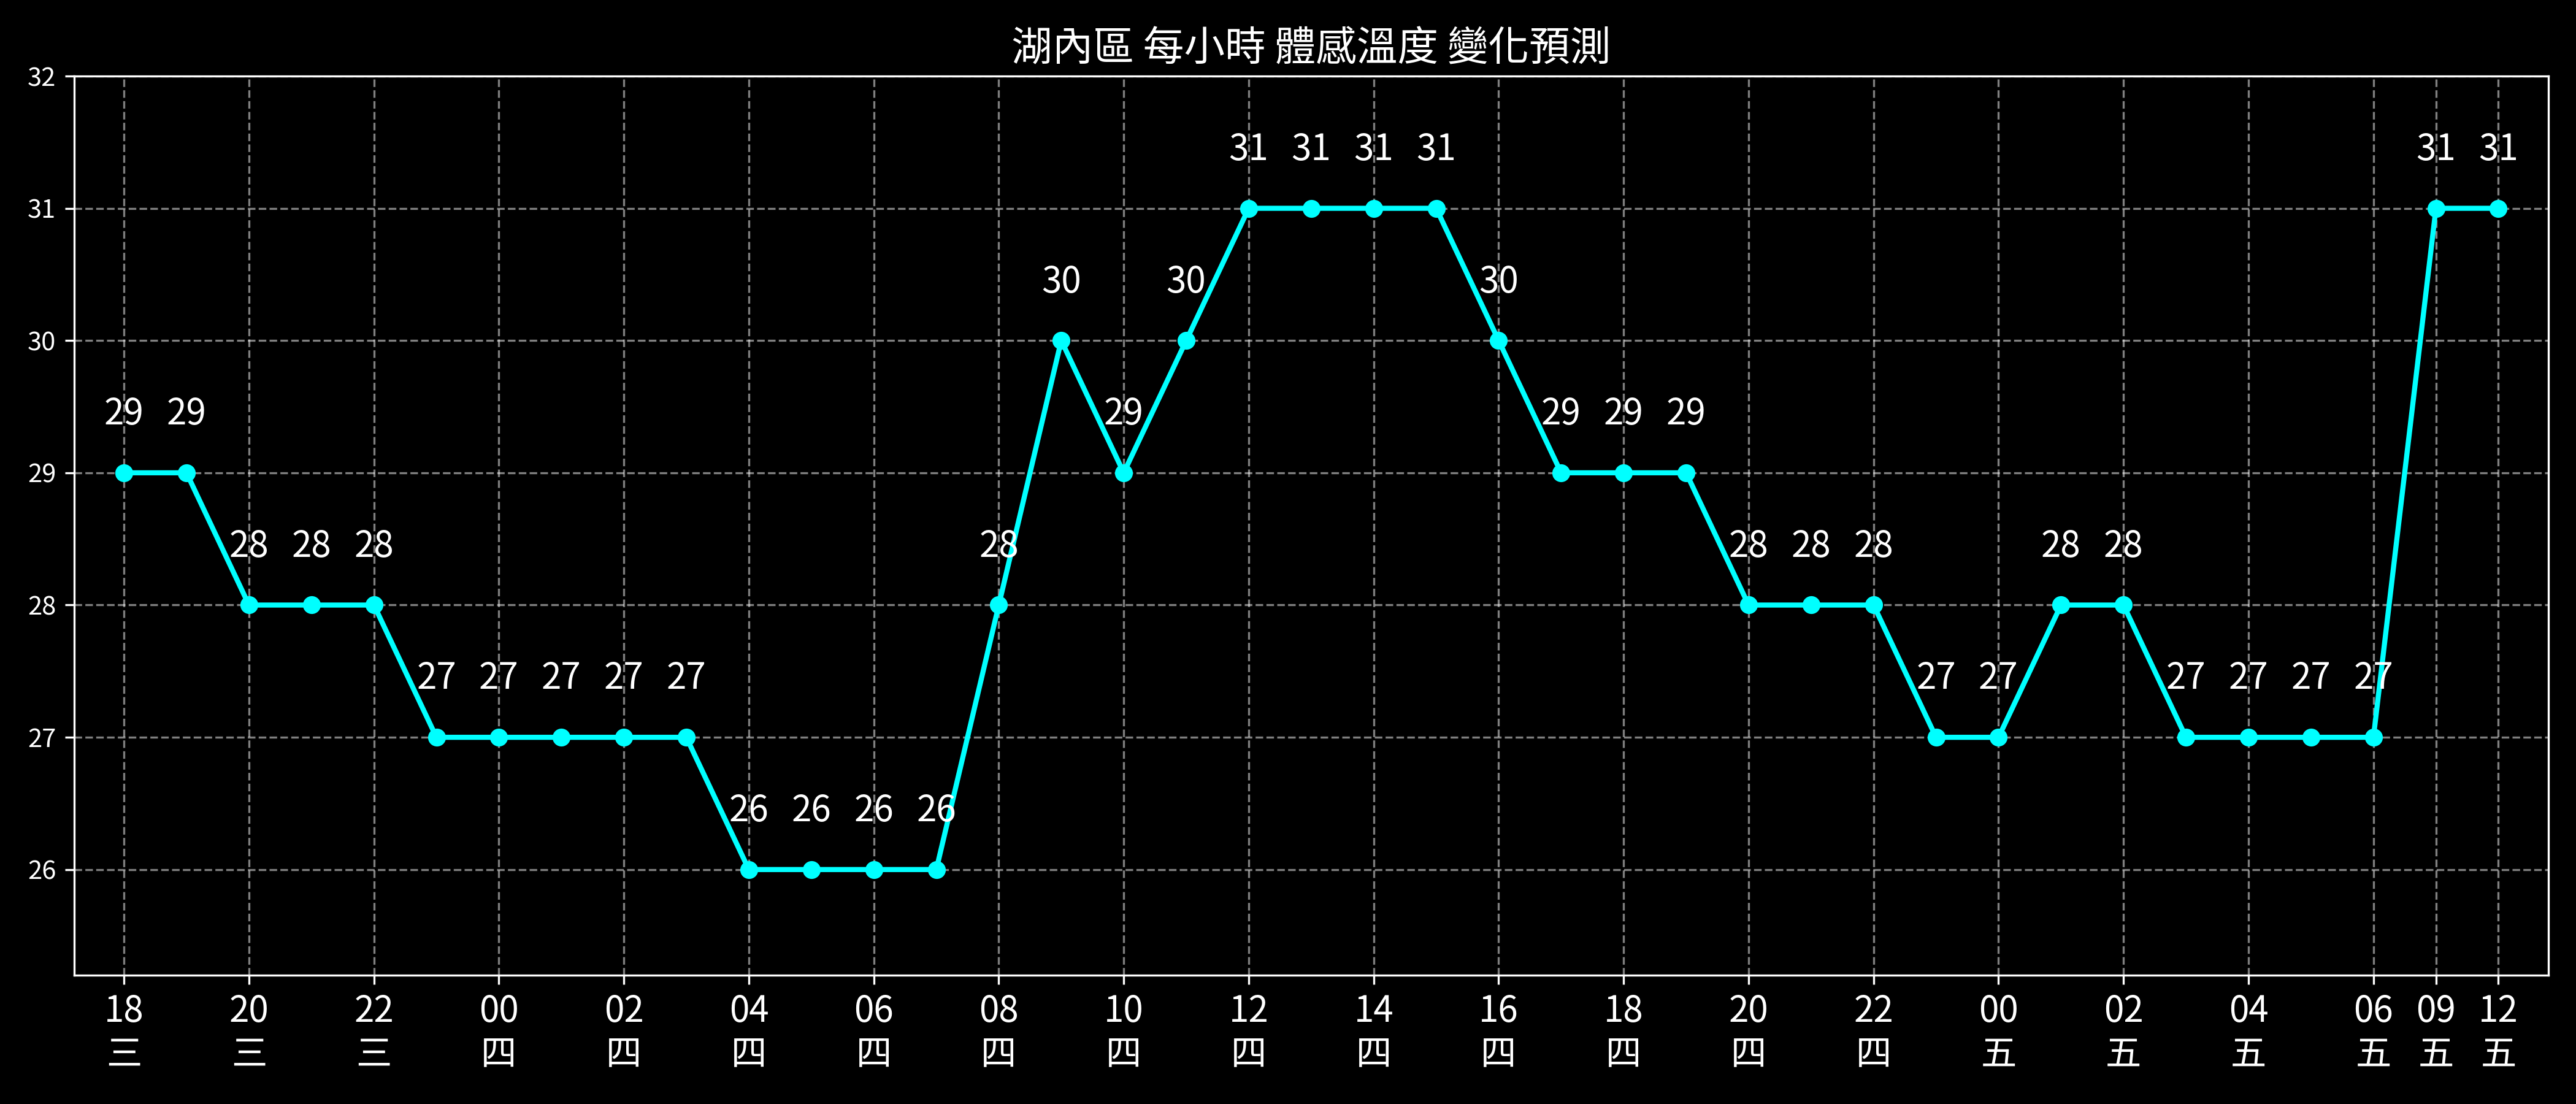 湖內區 每小時 體感溫度 變化預測
32
31 31 31 31 31 31
31
30 30 30
30
29 29 29 29 29 29
29
28 28 28 28 28 28 28 28 28
28
27 27 27 27 27 27 27 27 27 27 27
27
26 26 26 26
26
18 20 22 00 02 04 06 08 10 12 14 16 18 20 22 00 02 04 06 09 12
三 三 三 四 四 四 四 四 四 四 四 四 四 四 四 五 五 五 五 五 五